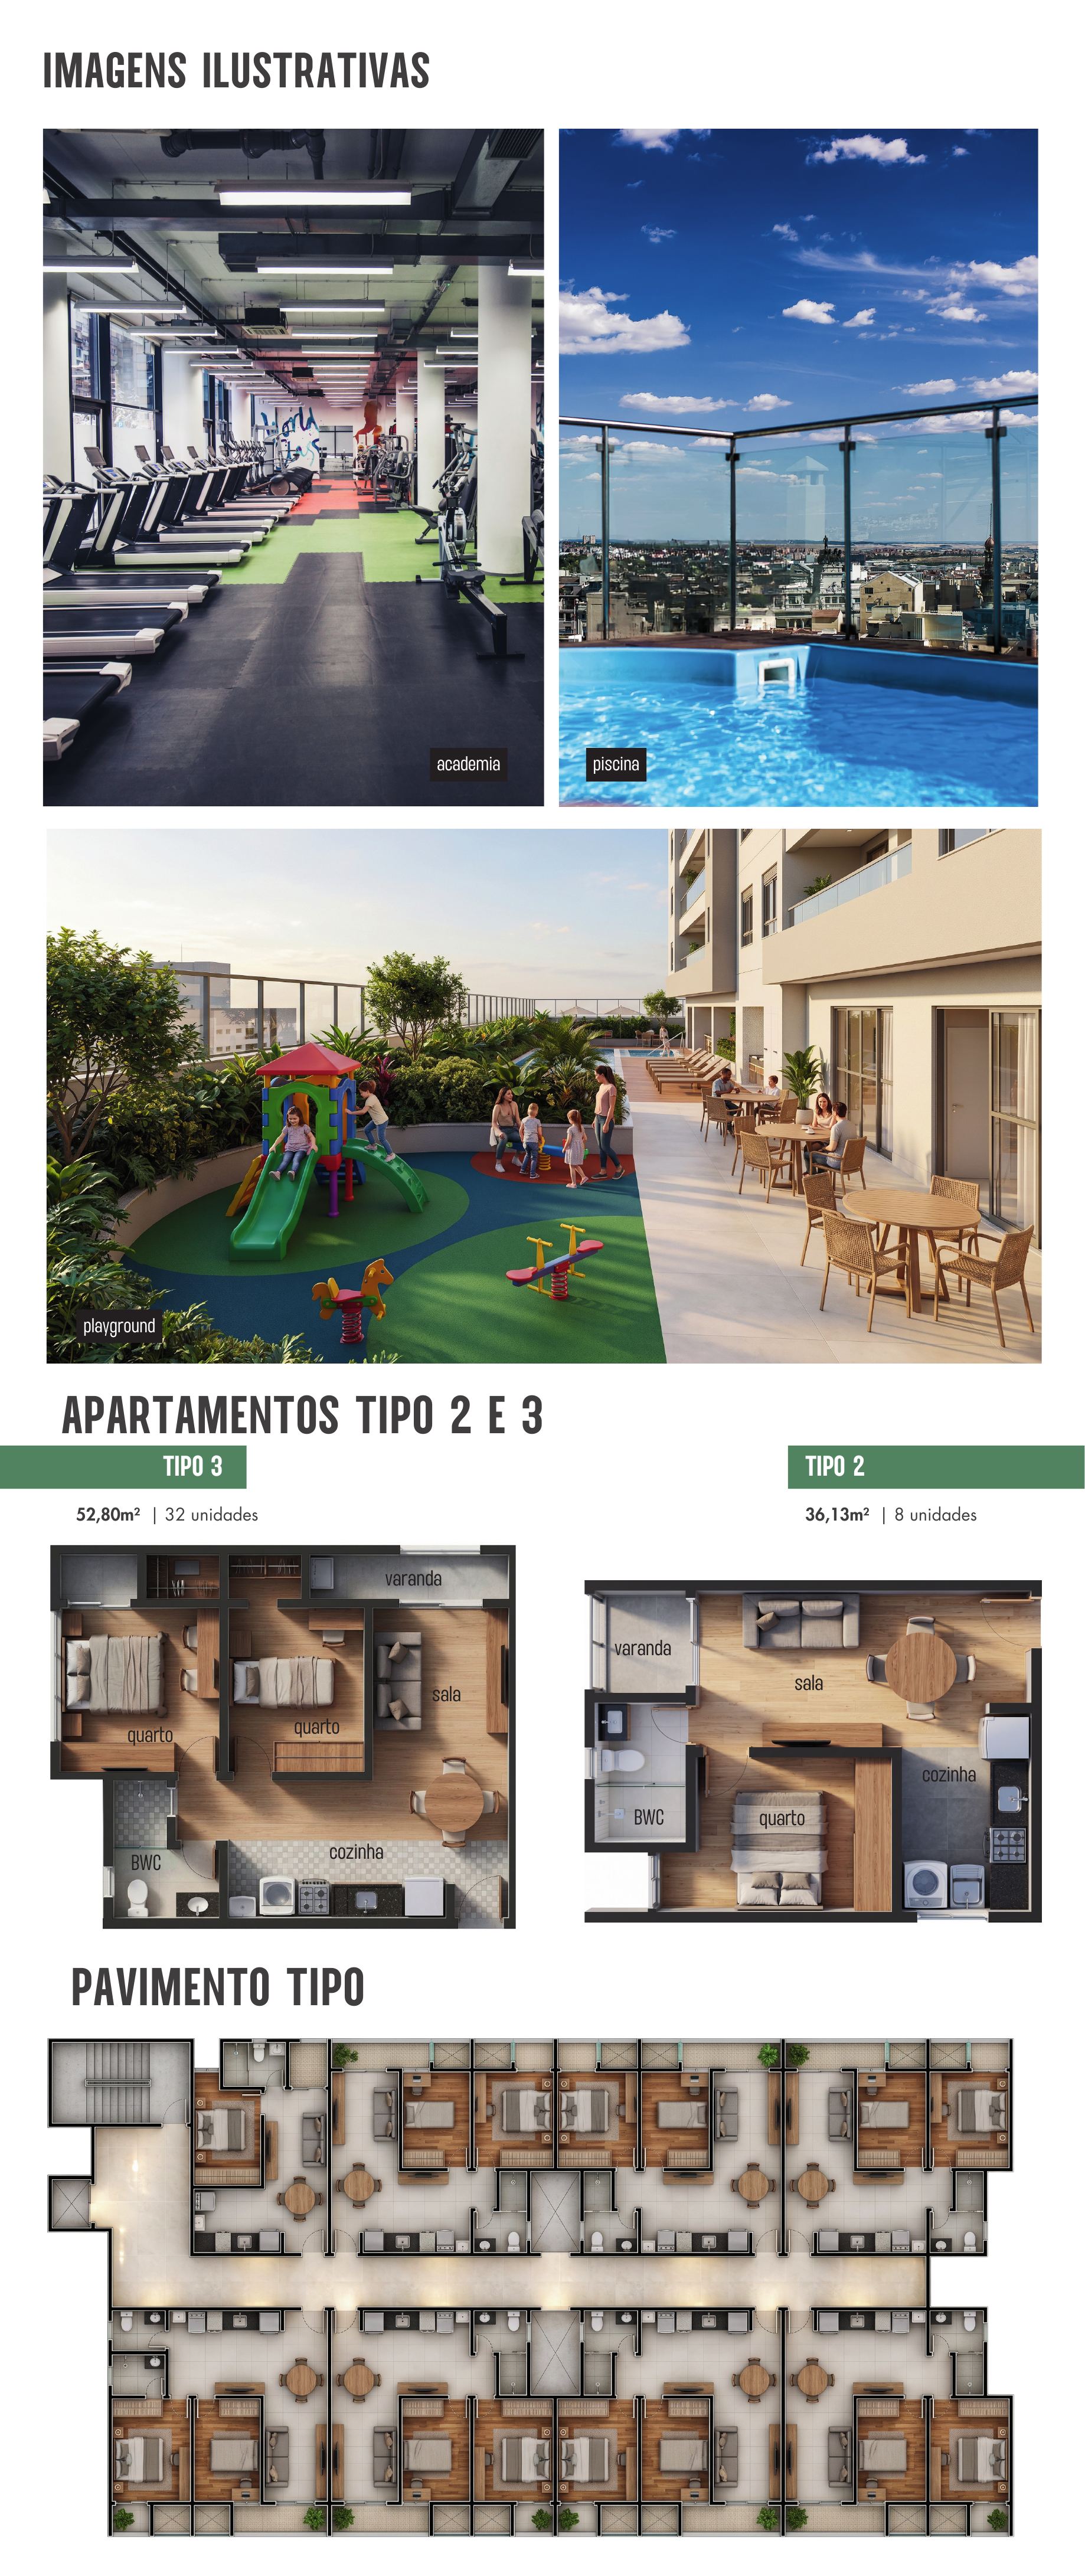 IMAGENS ILUSTRATIVAS
academia
piscina
playground
APARTAMENTOS TIPO 2 E 3
TIPO 3
52,80m² | 32 unidades
varanda
quarto
quarto
sala
cozinha
BWC
TIPO 2
36,13m² | 8 unidades
varanda
sala
cozinha
BWC
quarto
PAVIMENTO TIPO